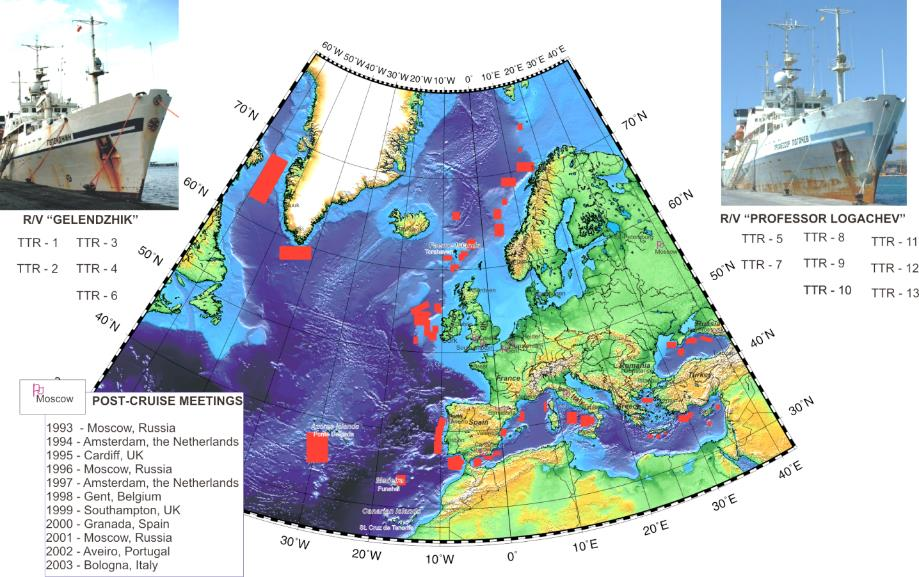 60°W 50°W 40°W 30°W 20°W 10°W 0° 10°E 20°E 30°E 40°E
70°N
60°N
50°N
40°N
70°N
60°N
50°N
40°N
30°N
R/V “GELENDZHIK”
TTR - 1 TTR - 3
TTR - 2 TTR - 4
TTR - 6
R/V “PROFESSOR LOGACHEV”
TTR - 5 TTR - 8 TTR - 11
TTR - 7 TTR - 9 TTR - 12
TTR - 10 TTR - 13
Moscow
France
Spain
Romania
Turkey
Russia
Azores Islands
Ponta Delgada
Madeira
Funchal
Canarian Islands
St. Cruz de Tenerife
Moscow
POST-CRUISE MEETINGS
1993 - Moscow, Russia
1994 - Amsterdam, the Netherlands
1995 - Cardiff, UK
1996 - Moscow, Russia
1997 - Amsterdam, the Netherlands
1998 - Gent, Belgium
1999 - Southampton, UK
2000 - Granada, Spain
2001 - Moscow, Russia
2002 - Aveiro, Portugal
2003 - Bologna, Italy
30°W
20°W
10°W
0°
10°E
20°E
30°E
40°E